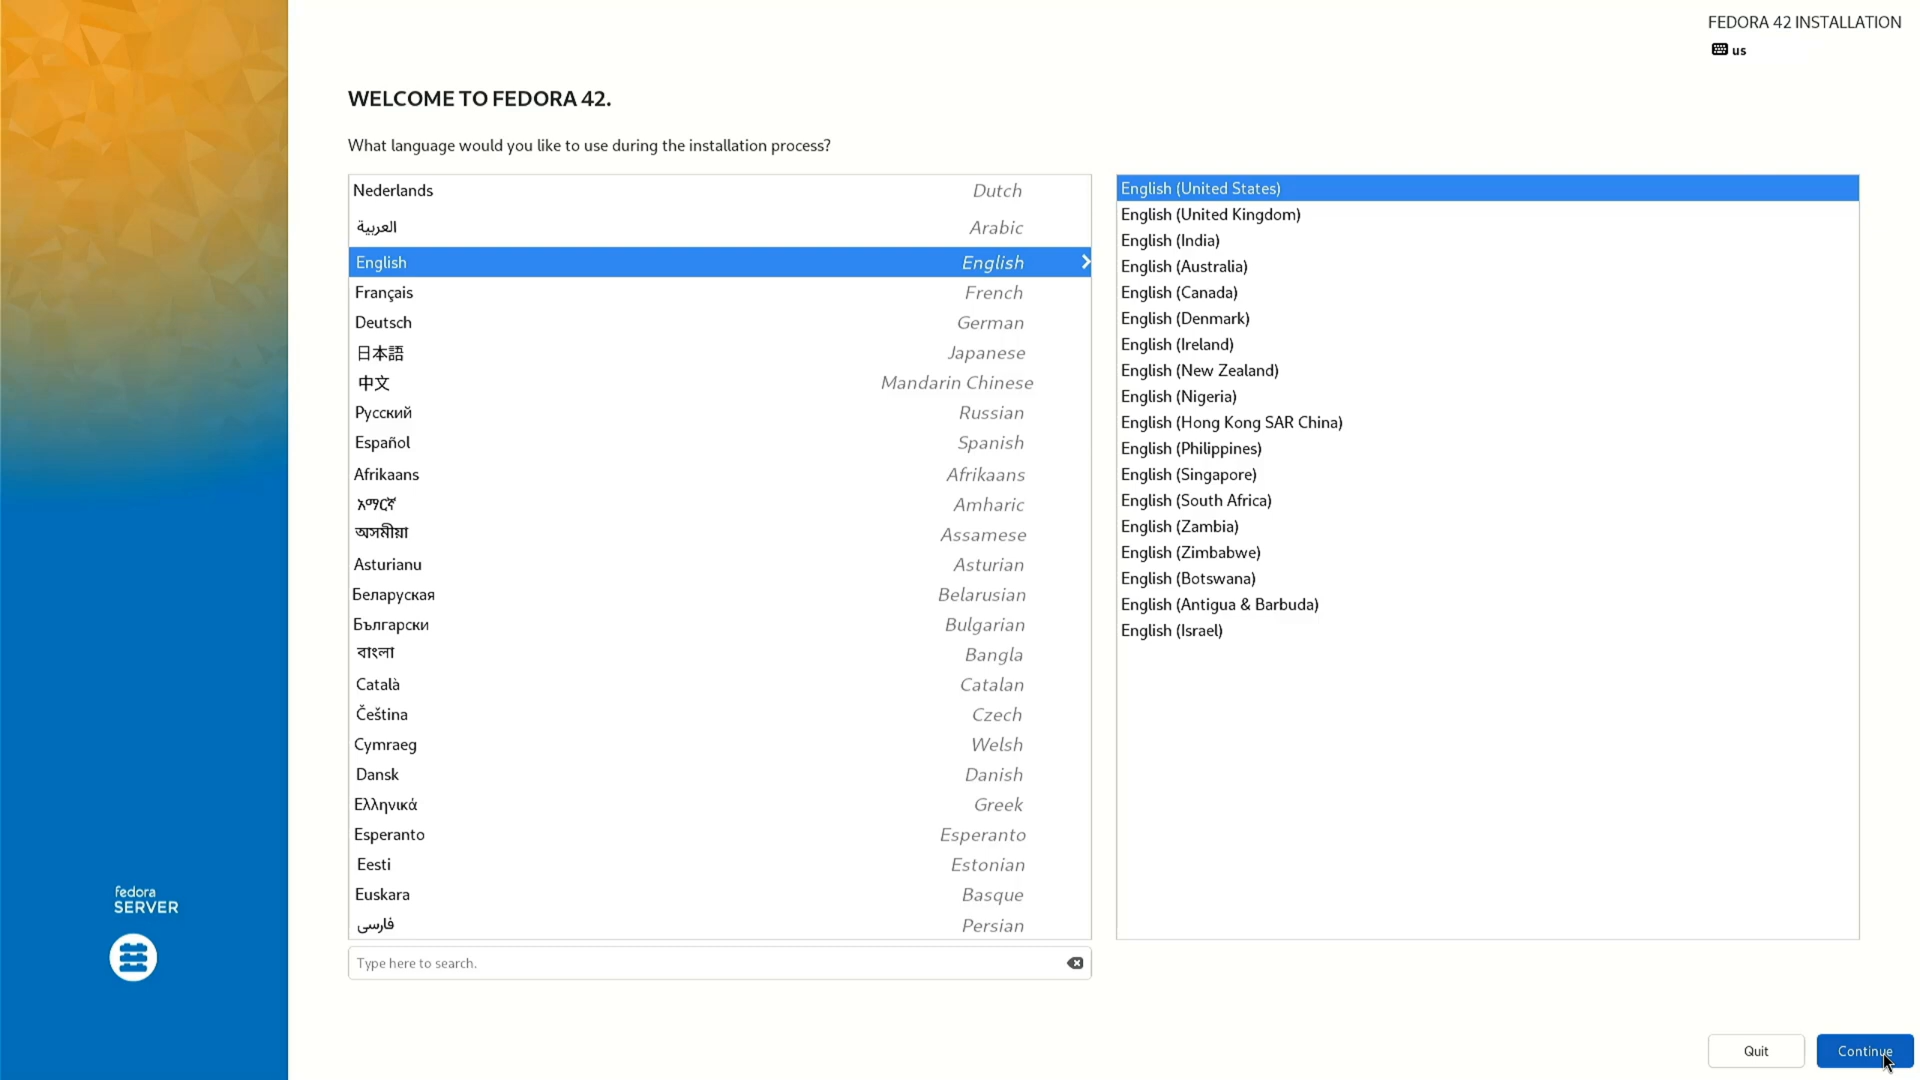 FEDORA 42 INSTALLATION
us
WELCOME TO FEDORA 42.
What language would you like to use during the installation process?
Nederlands Dutch
العربية Arabic
English English
Français French
Deutsch German
日本語 Japanese
中文 Mandarin Chinese
Русский Russian
Español Spanish
Afrikaans Afrikaans
አማርኛ Amharic
অসমীয়া Assamese
Asturianu Asturian
Беларуская Belarusian
Български Bulgarian
বাংলা Bangla
Català Catalan
Čeština Czech
Cymraeg Welsh
Dansk Danish
Ελληνικά Greek
Esperanto Esperanto
Eesti Estonian
Euskara Basque
فارسی Persian
Type here to search.
English (United States)
English (United Kingdom)
English (India)
English (Australia)
English (Canada)
English (Denmark)
English (Ireland)
English (New Zealand)
English (Nigeria)
English (Hong Kong SAR China)
English (Philippines)
English (Singapore)
English (South Africa)
English (Zambia)
English (Zimbabwe)
English (Botswana)
English (Antigua & Barbuda)
English (Israel)
fedora
SERVER
Quit
Continue